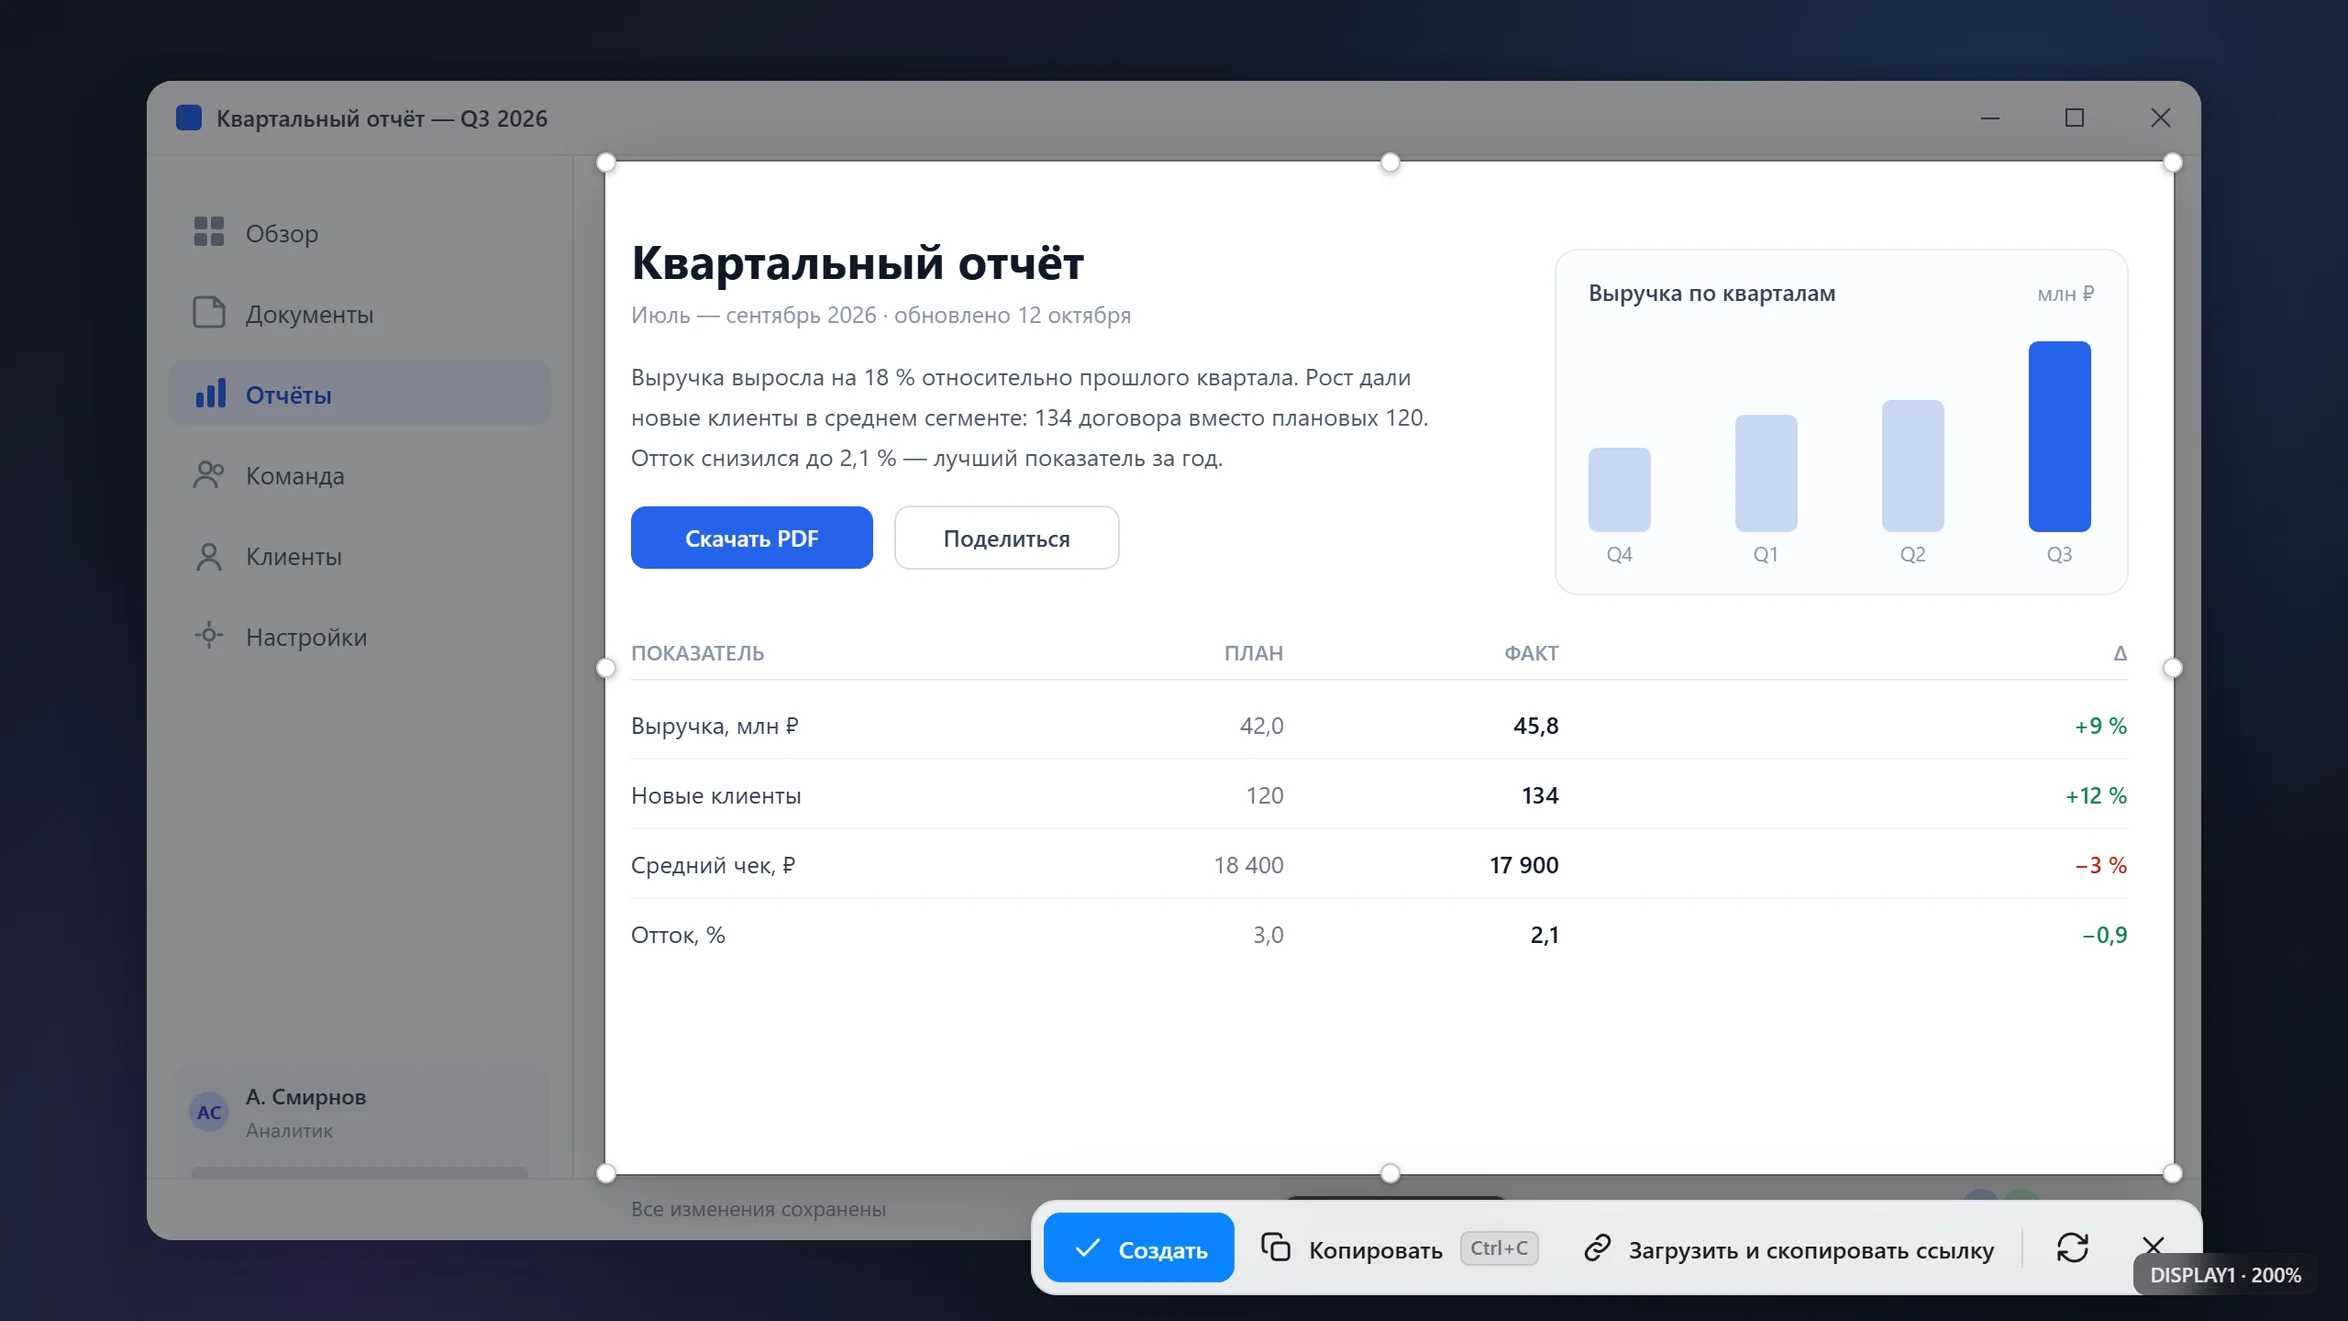 Квартальный отчёт — Q3 2026
Обзор
Документы
Отчёты
Команда
Клиенты
Настройки
АС
А. Смирнов
Аналитик
Квартальный отчёт
Июль — сентябрь 2026 · обновлено 12 октября
Выручка выросла на 18 % относительно прошлого квартала. Рост дали
новые клиенты в среднем сегменте: 134 договора вместо плановых 120.
Отток снизился до 2,1 % — лучший показатель за год.
Скачать PDF
Поделиться
Выручка по кварталам млн ₽
Q4 Q1 Q2 Q3
ПОКАЗАТЕЛЬ ПЛАН ФАКТ Δ
Выручка, млн ₽ 42,0 45,8 +9 %
Новые клиенты 120 134 +12 %
Средний чек, ₽ 18 400 17 900 −3 %
Отток, % 3,0 2,1 −0,9
Все изменения сохранены
Создать
Копировать Ctrl+C
Загрузить и скопировать ссылку
DISPLAY1 · 200%